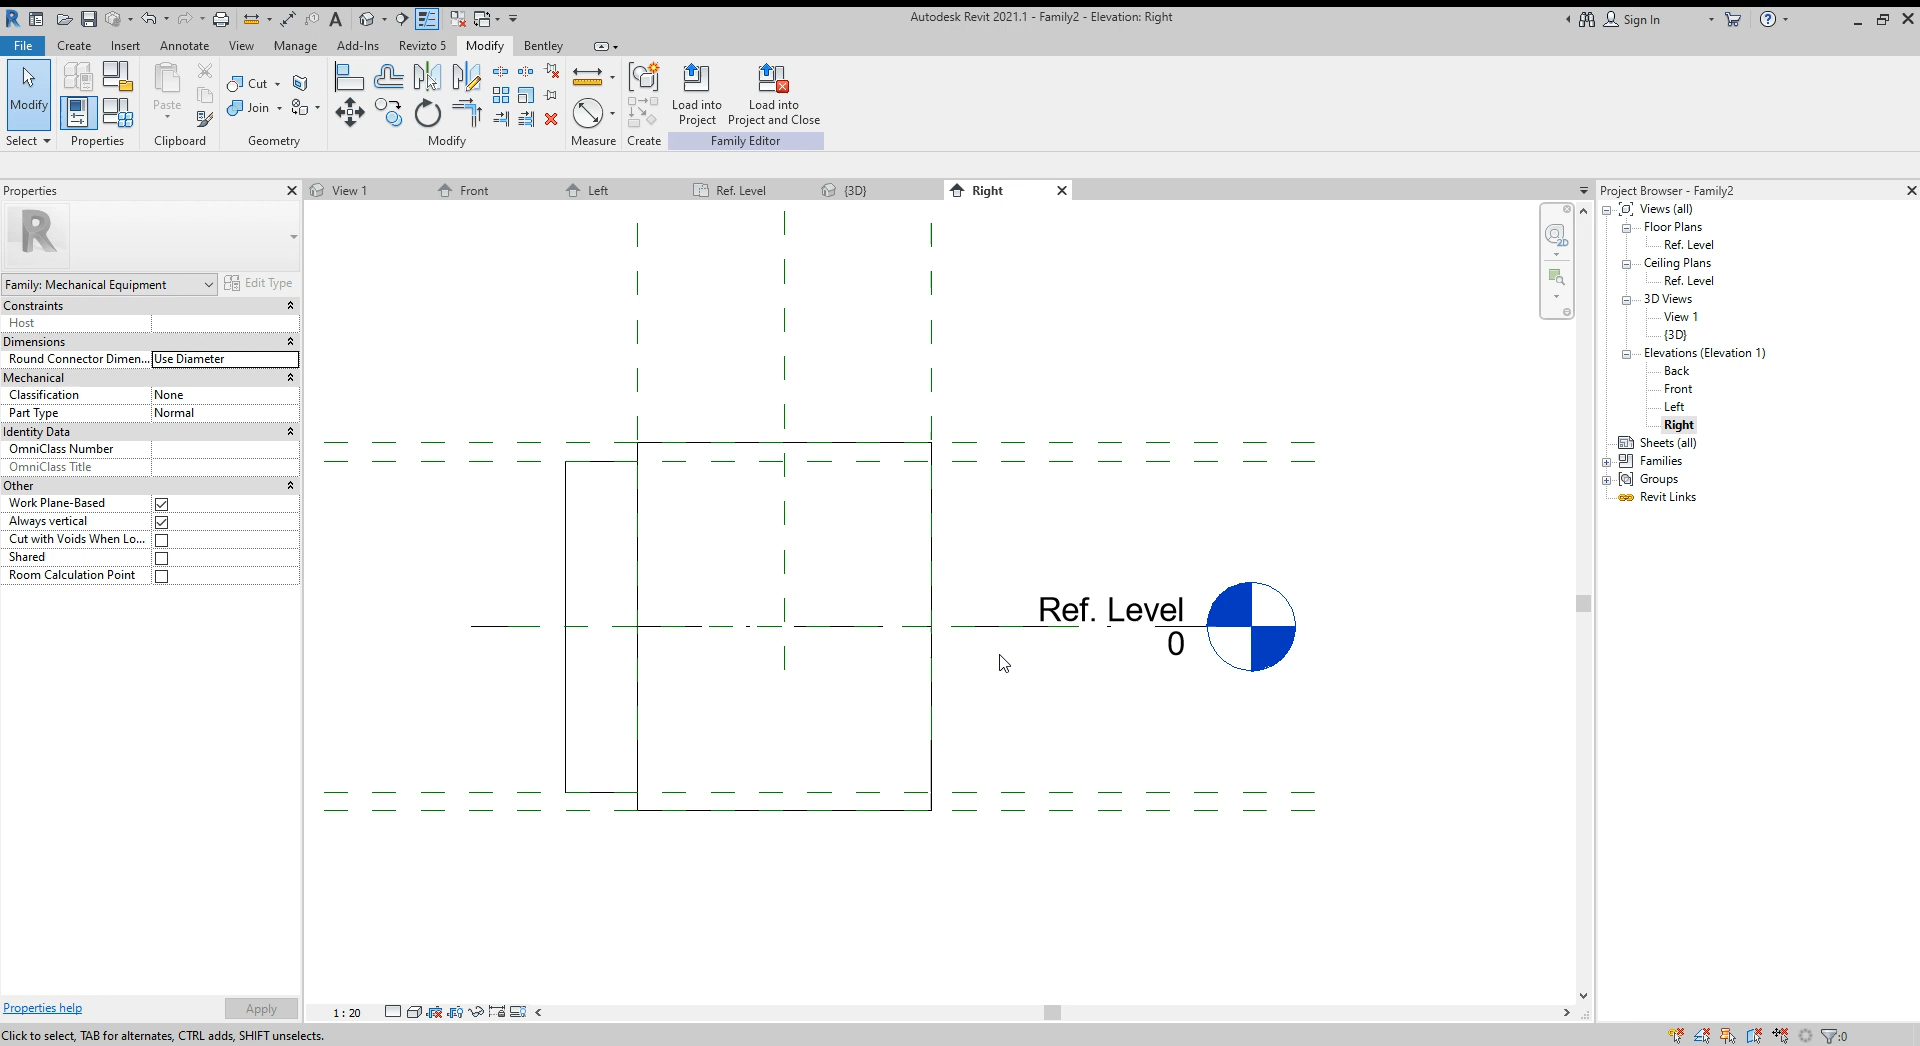 Autodesk Revit 2021.1 - Family2 - Elevation: Right
Sign In
File Create Insert Annotate View Manage Add-Ins Revizto 5 Modify Bentley
Modify
Paste
Cut
Join
Load into
Project
Load into
Project and Close
Select Properties Clipboard Geometry Modify Measure Create Family Editor
Properties
View 1 Front Left Ref. Level {3D} Right
Project Browser - Family2
Family: Mechanical Equipment
Edit Type
Constraints
Host
Dimensions
Round Connector Dimen... Use Diameter
Mechanical
Classification None
Part Type Normal
Identity Data
OmniClass Number
OmniClass Title
Other
Work Plane-Based
Always vertical
Cut with Voids When Lo...
Shared
Room Calculation Point
Properties help
Apply
Ref. Level
0
2D
Views (all)
Floor Plans
Ref. Level
Ceiling Plans
Ref. Level
3D Views
View 1
{3D}
Elevations (Elevation 1)
Back
Front
Left
Right
Sheets (all)
Families
Groups
Revit Links
1 : 20
Click to select, TAB for alternates, CTRL adds, SHIFT unselects.
:0